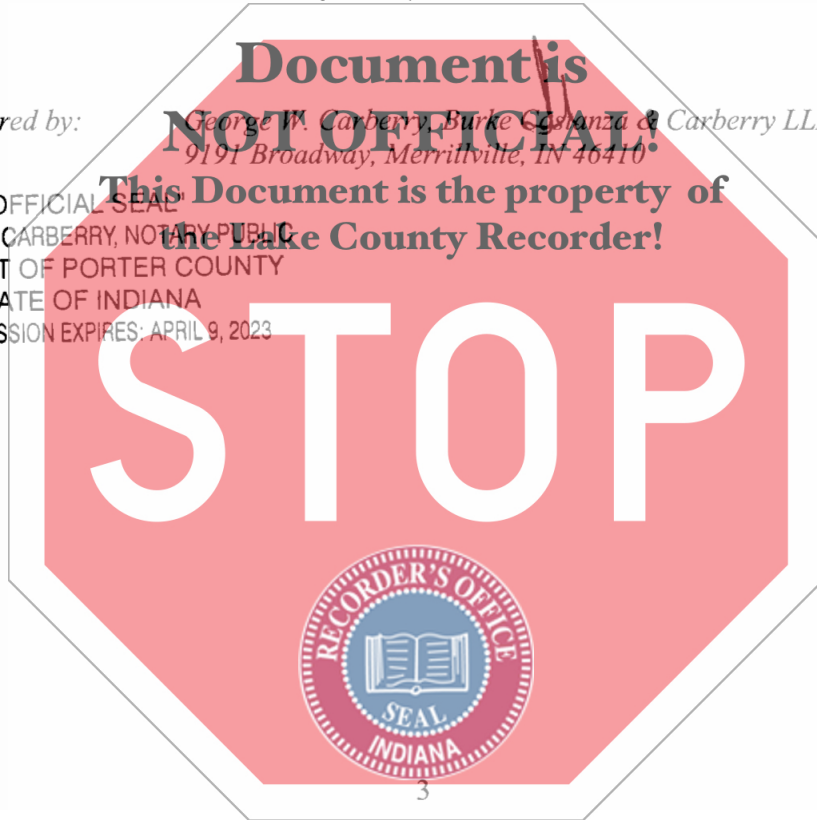 Document is
NOT OFFICIAL!
red by: George W. Carberry, Burke Costanza & Carberry LL
9191 Broadway, Merrillville, IN 46410
This Document is the property of
the Lake County Recorder!
OFFICIAL SEAL"
CARBERRY, NOTARY PUBLIC
T OF PORTER COUNTY
ATE OF INDIANA
SSION EXPIRES: APRIL 9, 2023
STOP
RECORDER'S OFFICE
SEAL
INDIANA
3